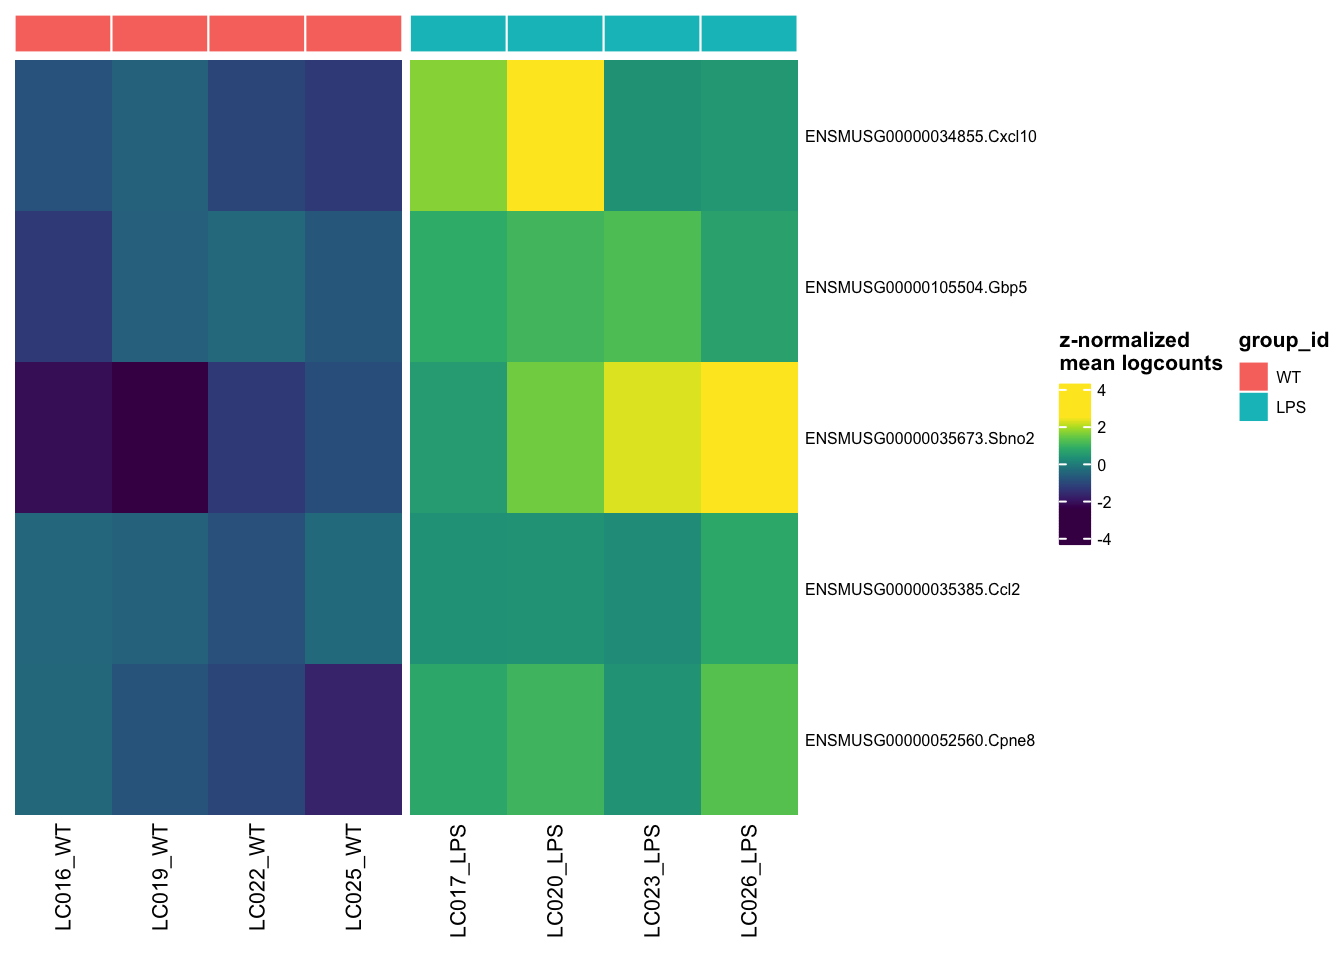 ENSMUSG00000034855.Cxcl10
ENSMUSG00000105504.Gbp5
ENSMUSG00000035673.Sbno2
ENSMUSG00000035385.Ccl2
ENSMUSG00000052560.Cpne8
LC016_WT
LC019_WT
LC022_WT
LC025_WT
LC017_LPS
LC020_LPS
LC023_LPS
LC026_LPS
z-normalized
mean logcounts
4
2
0
-2
-4
group_id
WT
LPS